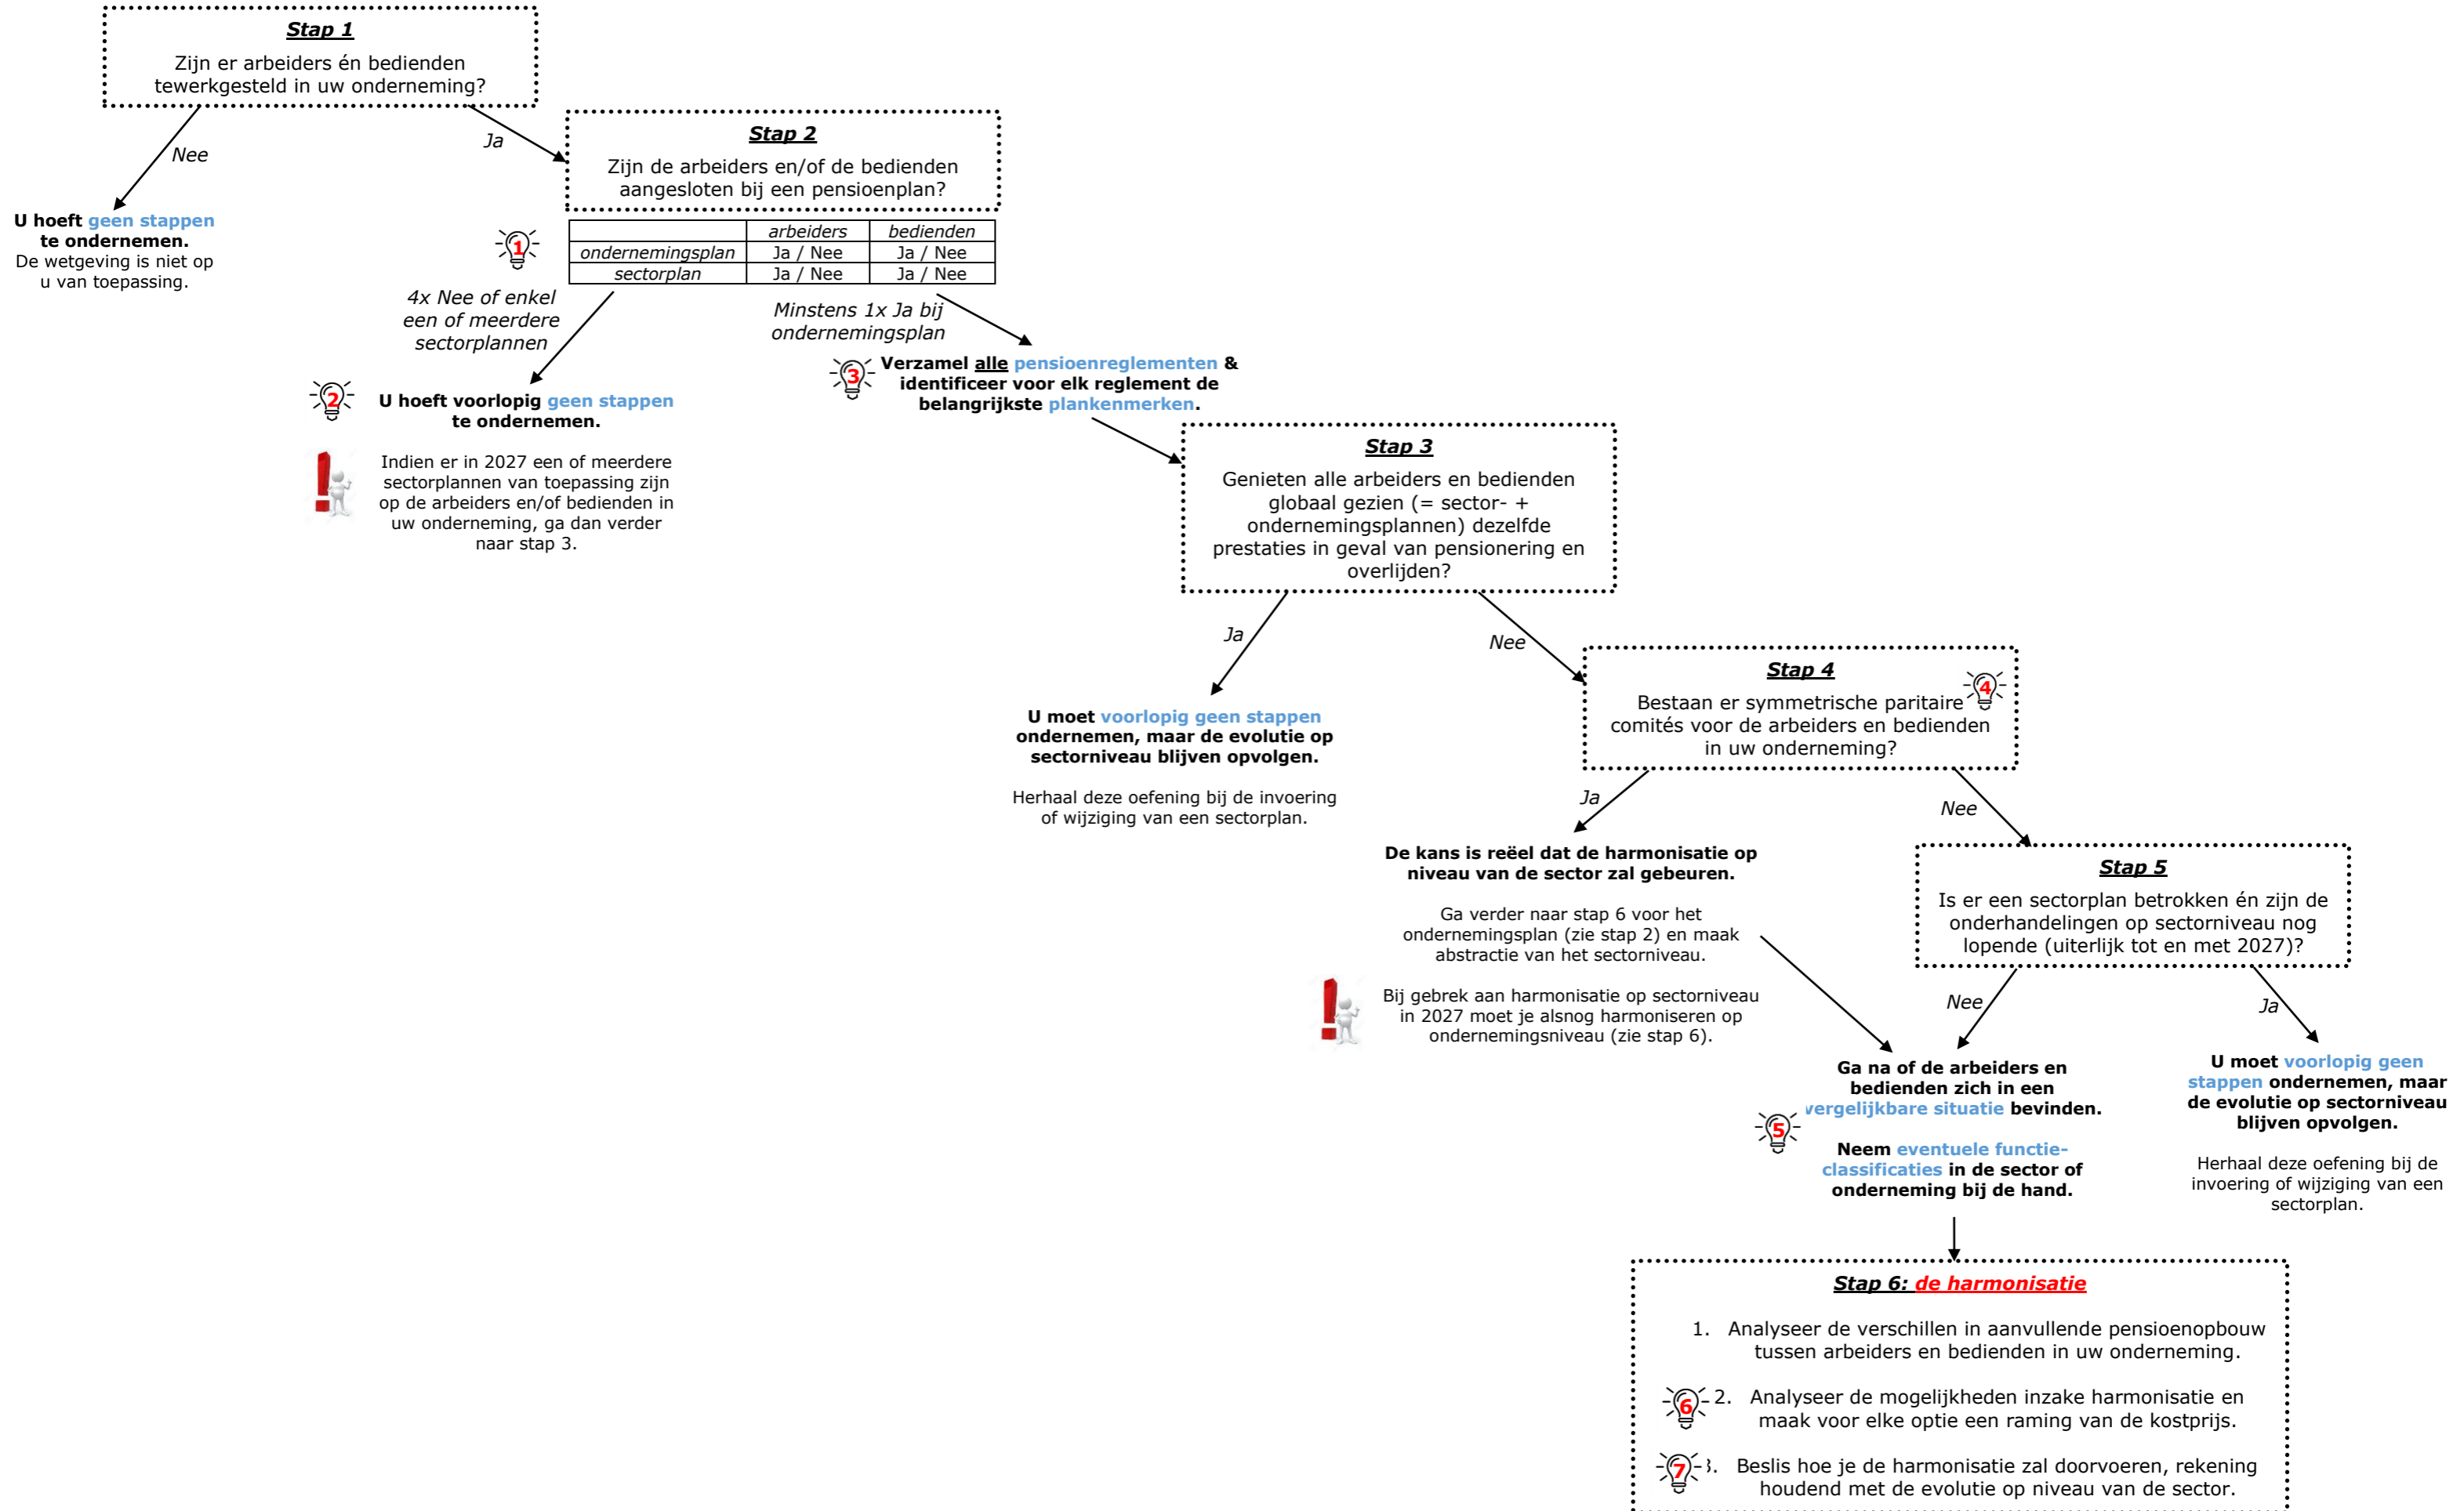 Stap 1
Zijn er arbeiders én bedienden
tewerkgesteld in uw onderneming?
Nee
Ja
U hoeft geen stappen
te ondernemen.
De wetgeving is niet op
u van toepassing.
Stap 2
Zijn de arbeiders en/of de bedienden
aangesloten bij een pensioenplan?
1
arbeiders bedienden
ondernemingsplan Ja / Nee Ja / Nee
sectorplan Ja / Nee Ja / Nee
4x Nee of enkel
een of meerdere
sectorplannen
Minstens 1x Ja bij
ondernemingsplan
2
U hoeft voorlopig geen stappen
te ondernemen.
Indien er in 2027 een of meerdere
sectorplannen van toepassing zijn
op de arbeiders en/of bedienden in
uw onderneming, ga dan verder
naar stap 3.
3
Verzamel alle pensioenreglementen &
identificeer voor elk reglement de
belangrijkste plankenmerken.
Stap 3
Genieten alle arbeiders en bedienden
globaal gezien (= sector- +
ondernemingsplannen) dezelfde
prestaties in geval van pensionering en
overlijden?
Ja
Nee
U moet voorlopig geen stappen
ondernemen, maar de evolutie op
sectorniveau blijven opvolgen.
Herhaal deze oefening bij de invoering
of wijziging van een sectorplan.
Stap 4
4
Bestaan er symmetrische paritaire
comités voor de arbeiders en bedienden
in uw onderneming?
Ja
Nee
De kans is reëel dat de harmonisatie op
niveau van de sector zal gebeuren.
Ga verder naar stap 6 voor het
ondernemingsplan (zie stap 2) en maak
abstractie van het sectorniveau.
Bij gebrek aan harmonisatie op sectorniveau
in 2027 moet je alsnog harmoniseren op
ondernemingsniveau (zie stap 6).
Stap 5
Is er een sectorplan betrokken én zijn de
onderhandelingen op sectorniveau nog
lopende (uiterlijk tot en met 2027)?
Nee
Ja
Ga na of de arbeiders en
bedienden zich in een
vergelijkbare situatie bevinden.
5
Neem eventuele functie-
classificaties in de sector of
onderneming bij de hand.
U moet voorlopig geen
stappen ondernemen, maar
de evolutie op sectorniveau
blijven opvolgen.
Herhaal deze oefening bij de
invoering of wijziging van een
sectorplan.
Stap 6: de harmonisatie
1. Analyseer de verschillen in aanvullende pensioenopbouw
tussen arbeiders en bedienden in uw onderneming.
6
2. Analyseer de mogelijkheden inzake harmonisatie en
maak voor elke optie een raming van de kostprijs.
7
3. Beslis hoe je de harmonisatie zal doorvoeren, rekening
houdend met de evolutie op niveau van de sector.